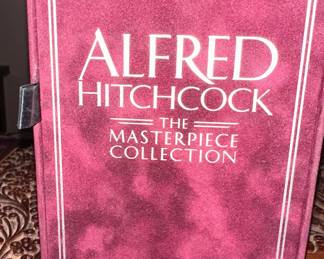 ALFRED
HITCHCOCK
THE
MASTERPIECE
COLLECTION